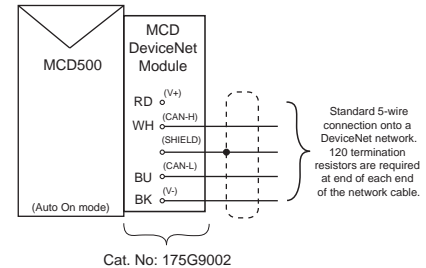 MCD
DeviceNet
Module
MCD500
RD (V+)
WH (CAN-H)
(SHIELD)
BU (CAN-L)
BK (V-)
(Auto On mode)
Standard 5-wire
connection onto a
DeviceNet network.
120 termination
resistors are required
at end of each end
of the network cable.
Cat. No: 175G9002